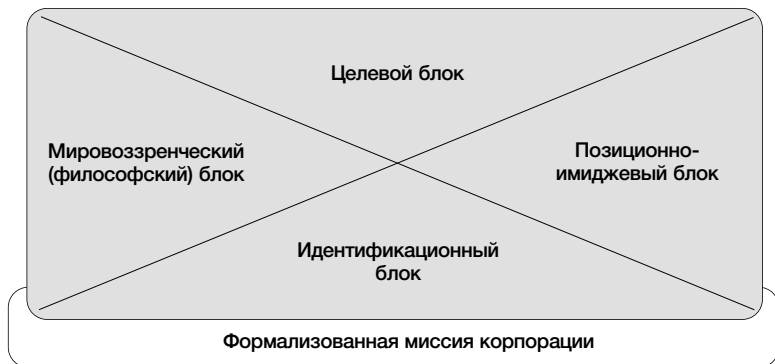 Целевой блок
Мировоззренческий
(философский) блок
Позиционно-
имиджевый блок
Идентификационный
блок
Формализованная миссия корпорации